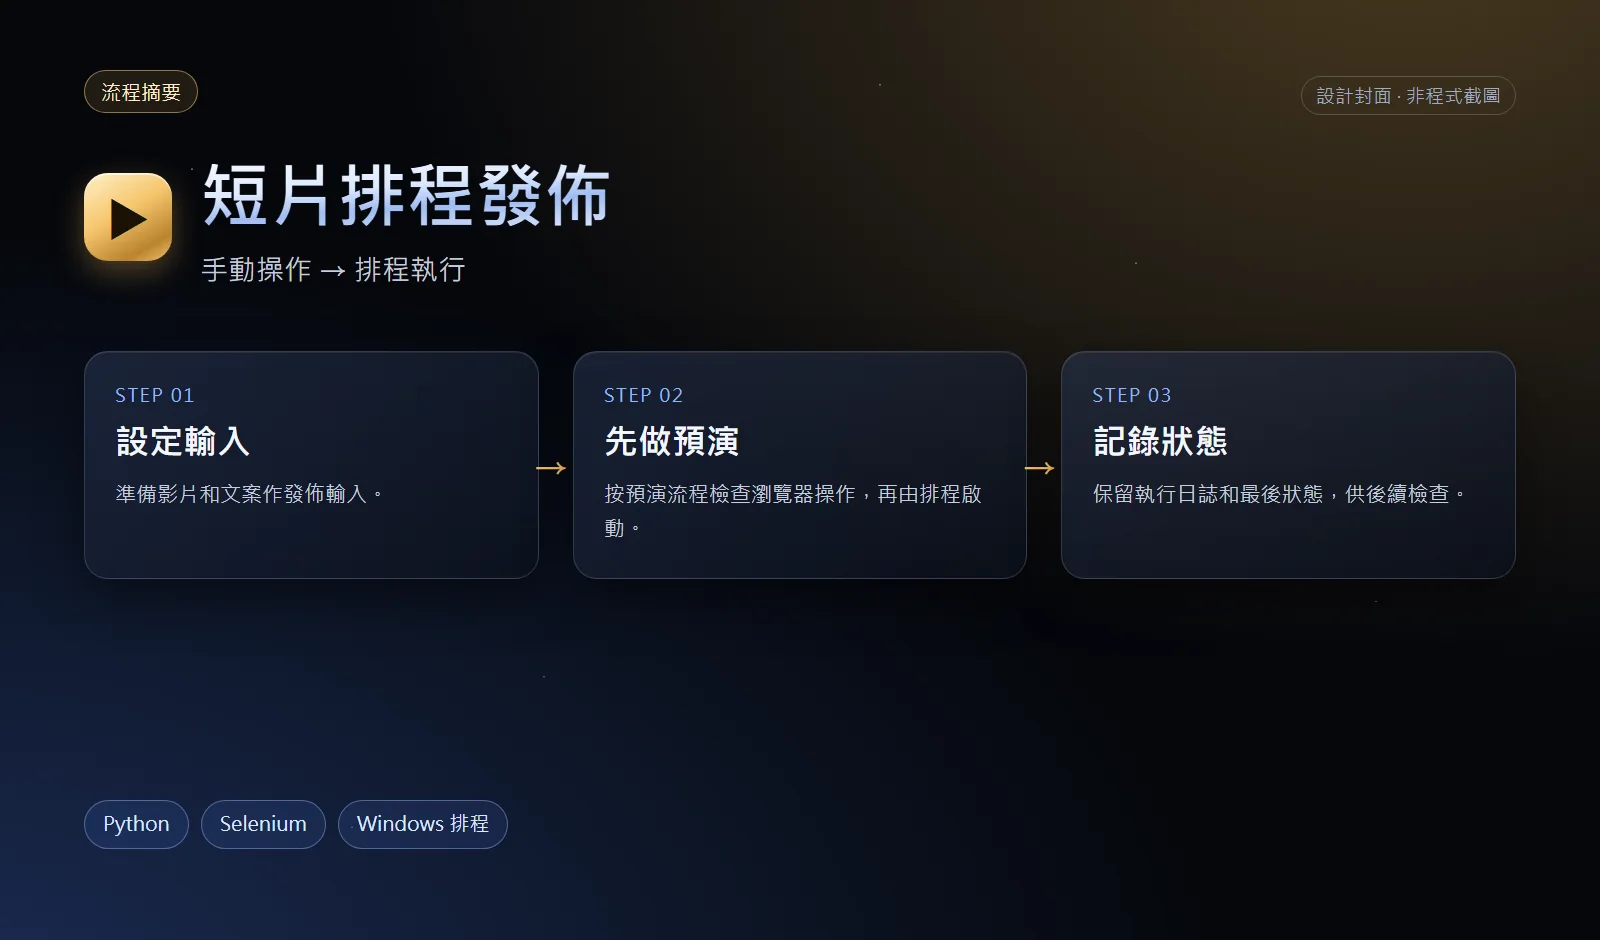 流程摘要
設計封面 · 非程式截圖
短片排程發佈
手動操作 → 排程執行
STEP 01
設定輸入
準備影片和文案作發佈輸入。
→
STEP 02
先做預演
按預演流程檢查瀏覽器操作，再由排程啟
動。
→
STEP 03
記錄狀態
保留執行日誌和最後狀態，供後續檢查。
Python
Selenium
Windows 排程